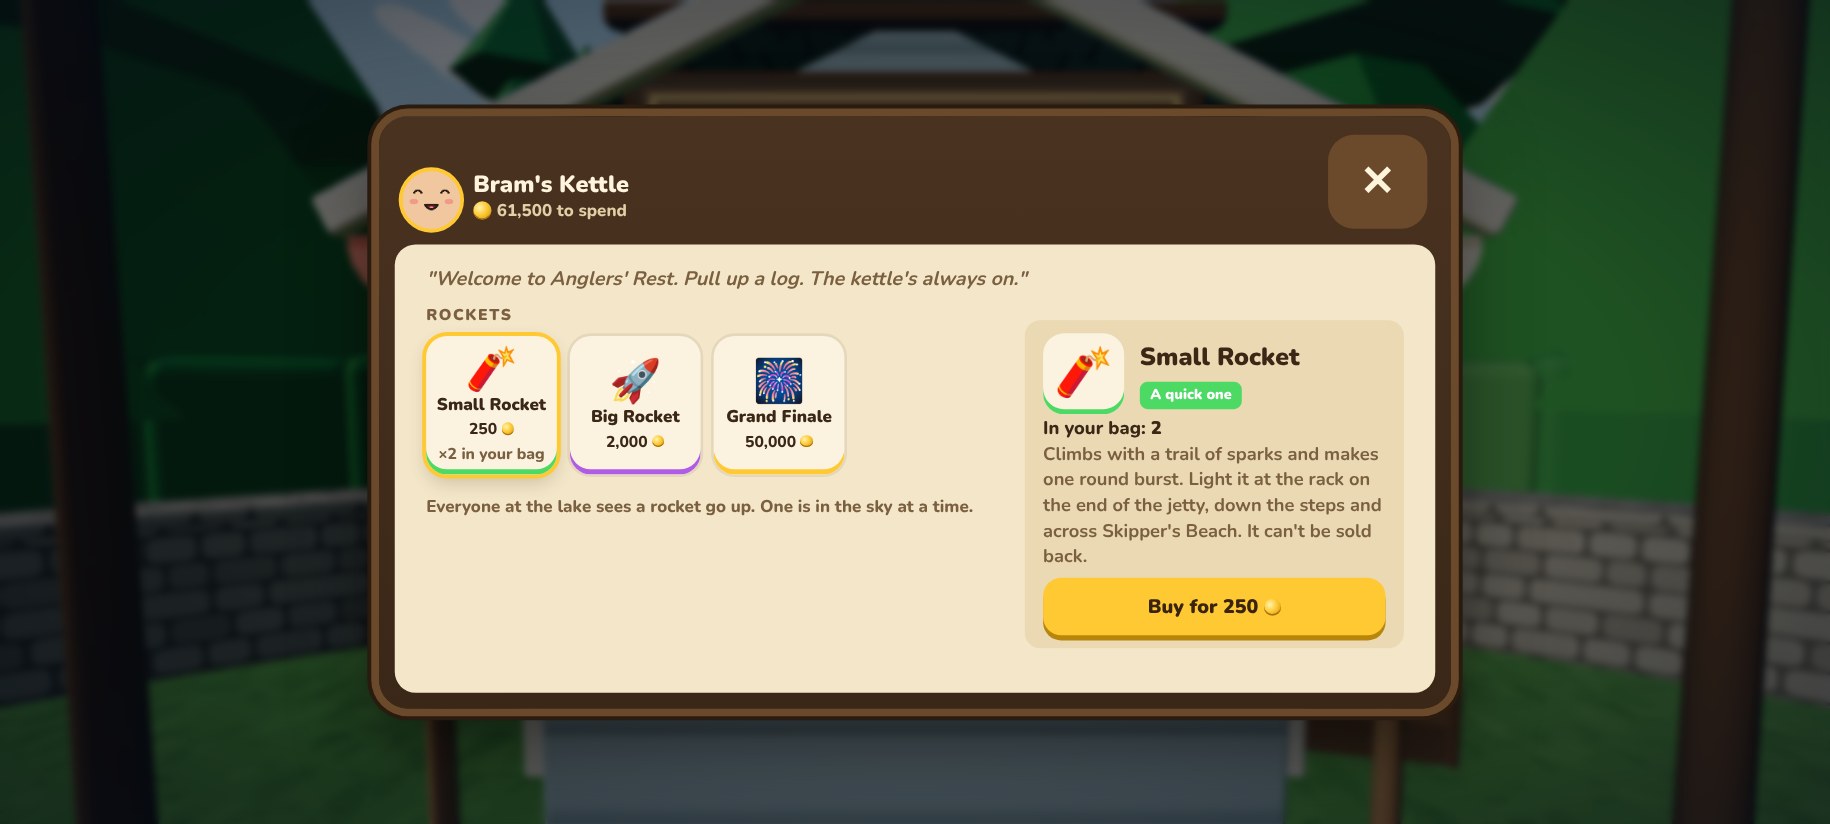 Bram's Kettle
61,500 to spend
"Welcome to Anglers' Rest. Pull up a log. The kettle's always on."
ROCKETS
Small Rocket
250
×2 in your bag
Big Rocket
2,000
Grand Finale
50,000
Everyone at the lake sees a rocket go up. One is in the sky at a time.
Small Rocket
A quick one
In your bag: 2
Climbs with a trail of sparks and makes
one round burst. Light it at the rack on
the end of the jetty, down the steps and
across Skipper's Beach. It can't be sold
back.
Buy for 250